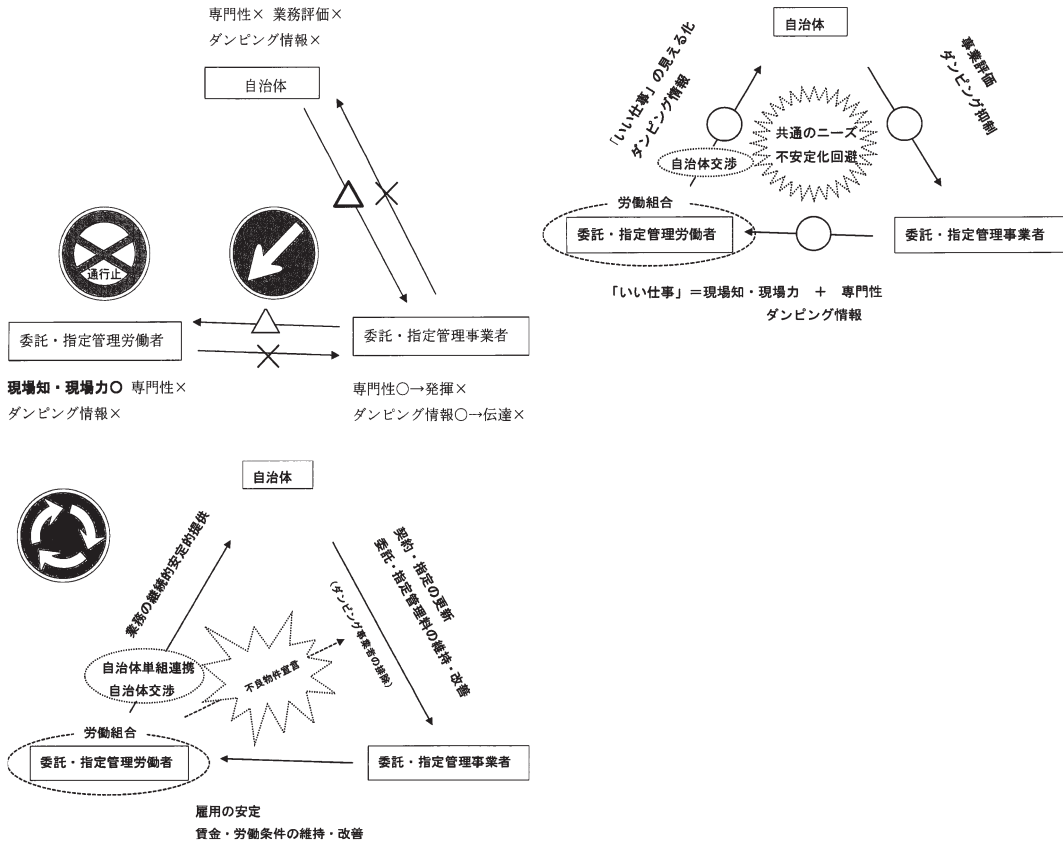 専門性× 業務評価×
ダンピング情報×
自治体
通行止
委託・指定管理労働者
委託・指定管理事業者
現場知・現場力〇 専門性×
ダンピング情報×
専門性〇→発揮×
ダンピング情報〇→伝達×
自治体
「いい仕事」の見える化
ダンピング情報
事業評価
ダンピング抑制
共通のニーズ
不安定化回避
自治体交渉
労働組合
委託・指定管理労働者
委託・指定管理事業者
「いい仕事」＝現場知・現場力　＋　専門性
ダンピング情報
自治体
業務の継続的安定的提供
契約・指定の更新
委託・指定管理料の維持・改善
（ダンピング事業者の排除）
不良物件宣言
自治体単組連携
自治体交渉
労働組合
委託・指定管理労働者
委託・指定管理事業者
雇用の安定
賃金・労働条件の維持・改善